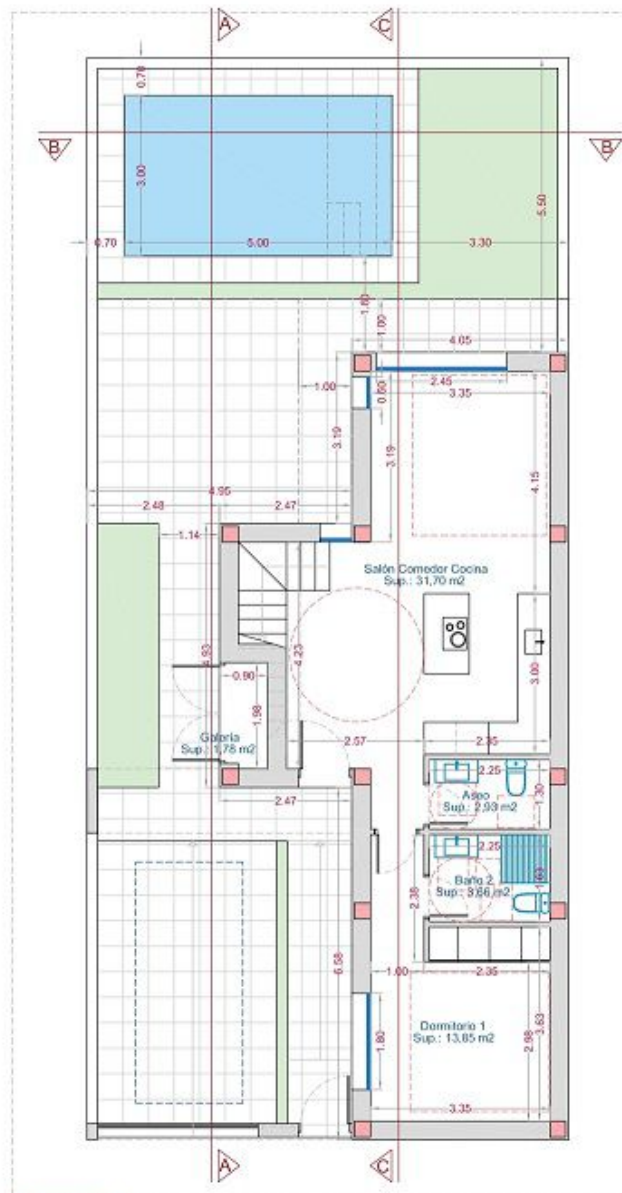 A
C
0.70
B
B
3.00
5.50
0.70
5.00
3.30
1.60
1.00
4.05
2.45
1.00
0.60
3.35
3.19
3.19
4.15
4.95
2.48
2.47
1.14
Salón Comedor Cocina
Sup.: 31,70 m2
4.93
4.23
3.00
0.90
1.98
Galería
Sup.: 1,78 m2
2.57
2.35
2.47
2.25
Aseo
Sup.: 2,93 m2
1.30
2.25
Baño 2
Sup.: 3,66 m2
1.63
2.38
1.00
2.35
6.58
1.80
Dormitorio 1
Sup.: 13,85 m2
2.98
3.63
3.35
A
C